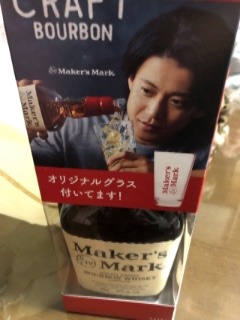 CRAFT
BOURBON
Maker's Mark
Maker's
Mark
オリジナルグラス
付いてます!
Maker's
Mark
Maker's
Mark
BOURBON WHISKY